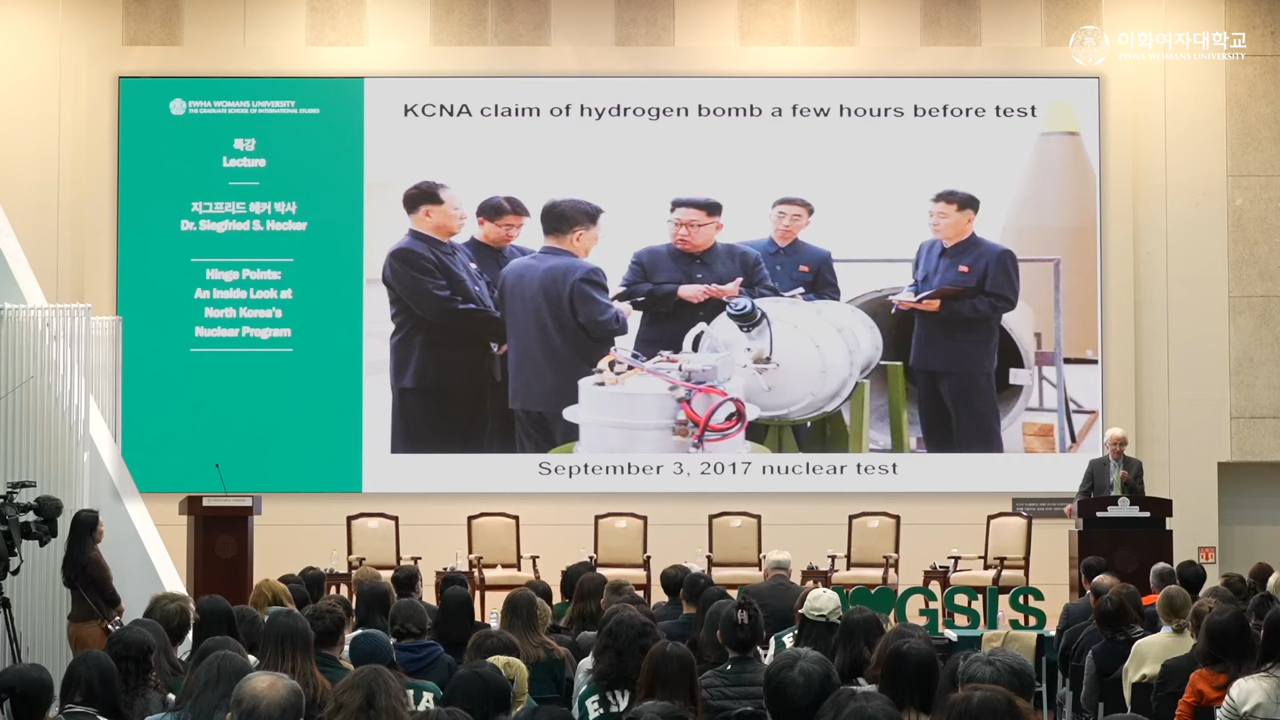 이화여자대학교
EWHA WOMANS UNIVERSITY
EWHA WOMANS UNIVERSITY
THE GRADUATE SCHOOL OF INTERNATIONAL STUDIES
특강
Lecture
지그프리드 헤커 박사
Dr. Siegfried S. Hecker
Hinge Points:
An Inside Look at
North Korea's
Nuclear Program
KCNA claim of hydrogen bomb a few hours before test
September 3, 2017 nuclear test
GSIS